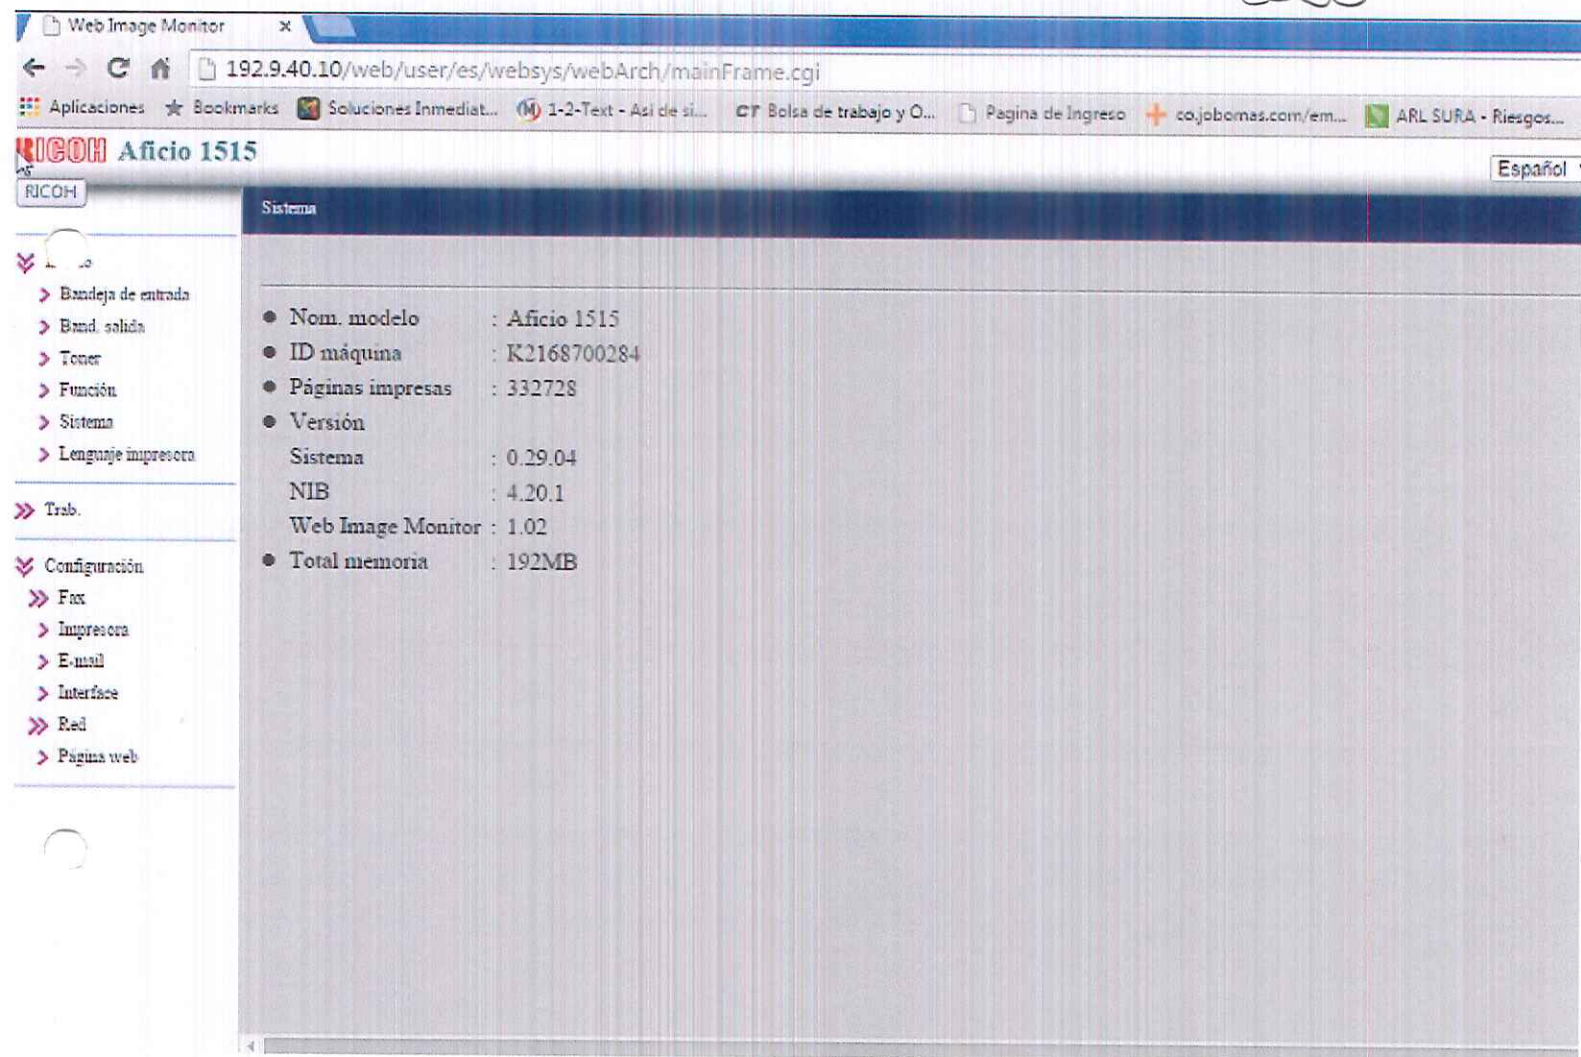 Web Image Monitor
192.9.40.10/web/user/es/websys/webArch/mainFrame.cgi
Aplicaciones Bookmarks Soluciones Inmediat... 1-2-Text - Asi de si... CT Bolsa de trabajo y O... Pagina de Ingreso co.jobomas.com/em... ARL SURA - Riesgos...
RICOH Aficio 1515
Español
RICOH
Sistema
Bandeja de entrada
Band. salida
Toner
Función
Sistema
Lenguaje impresora
Trab.
Configuración
Fax
Impresora
E-mail
Interface
Red
Página web
Nom. modelo : Aficio 1515
ID máquina : K2168700284
Páginas impresas : 332728
Versión
Sistema : 0.29.04
NIB : 4.20.1
Web Image Monitor : 1.02
Total memoria : 192MB